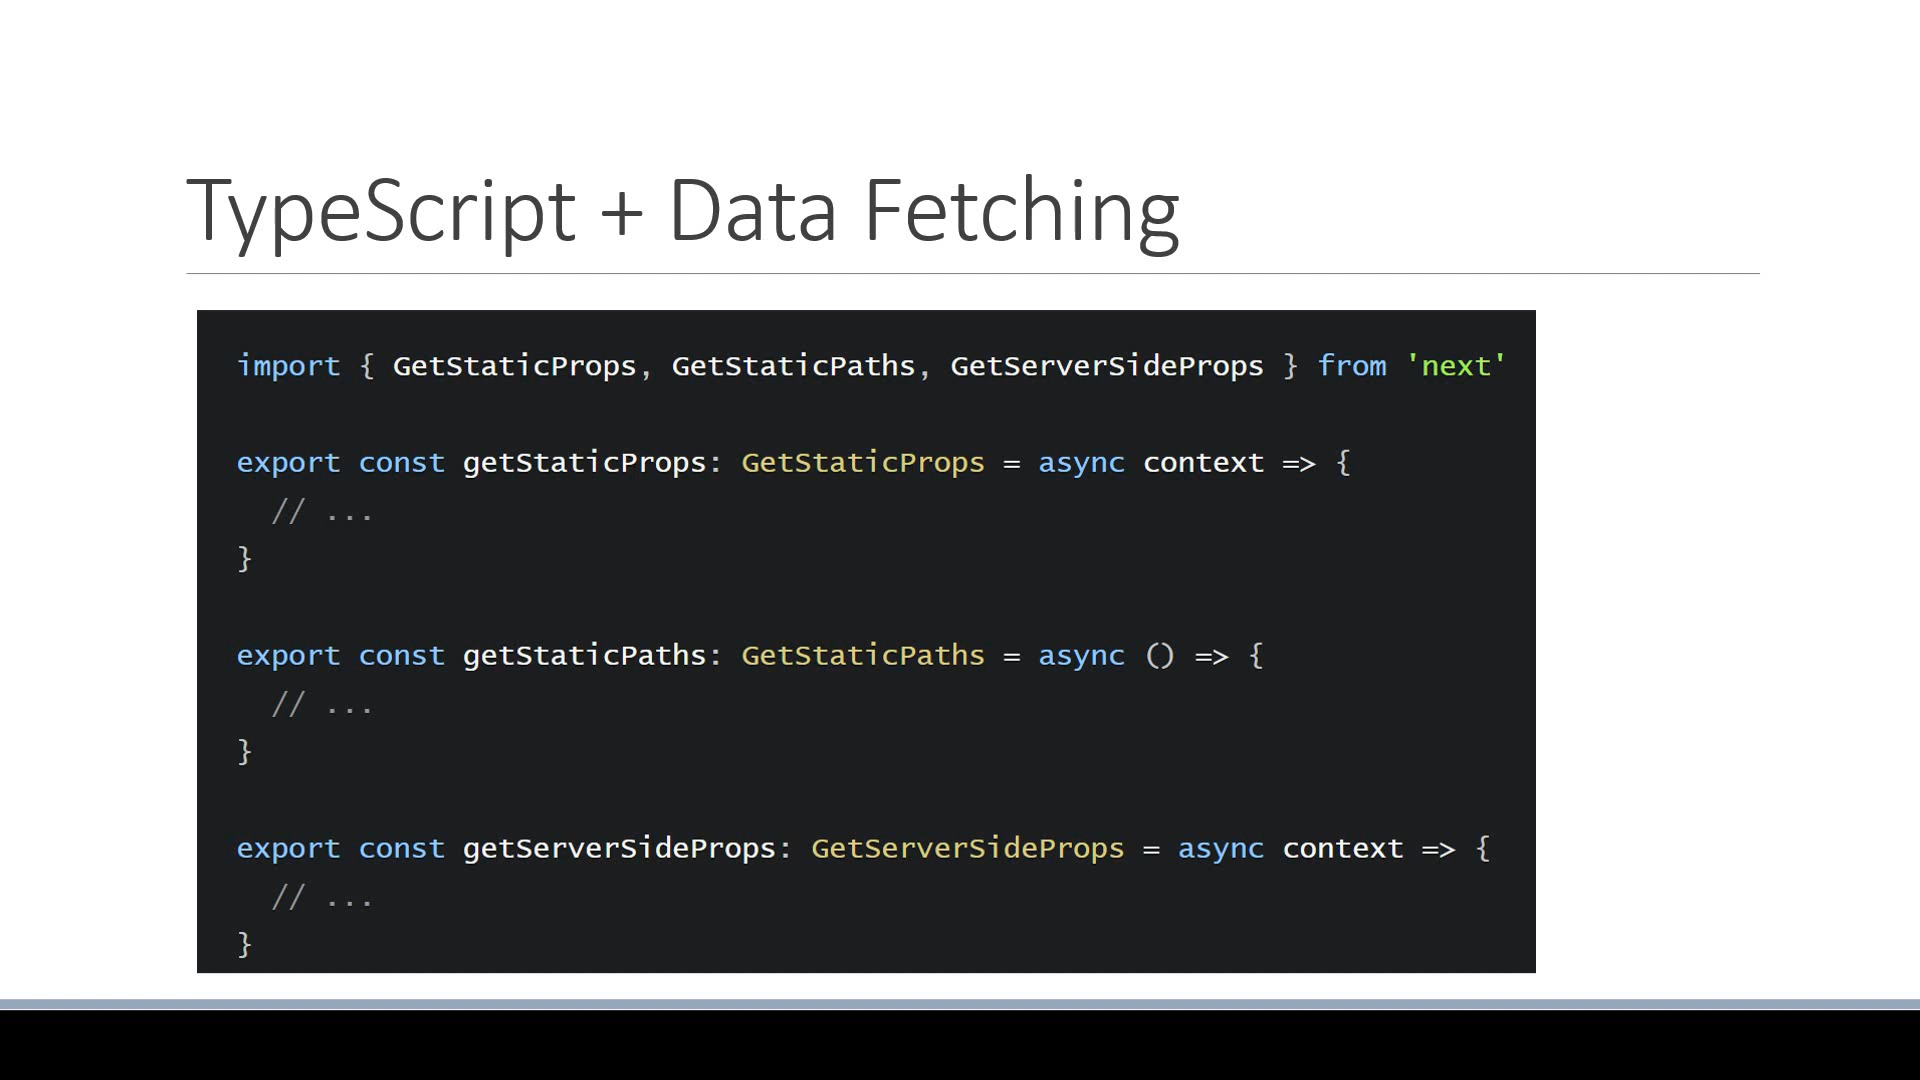 TypeScript + Data Fetching
import { GetStaticProps, GetStaticPaths, GetServerSideProps } from 'next'
export const getStaticProps: GetStaticProps = async context => {
  // ...
}
export const getStaticPaths: GetStaticPaths = async () => {
  // ...
}
export const getServerSideProps: GetServerSideProps = async context => {
  // ...
}